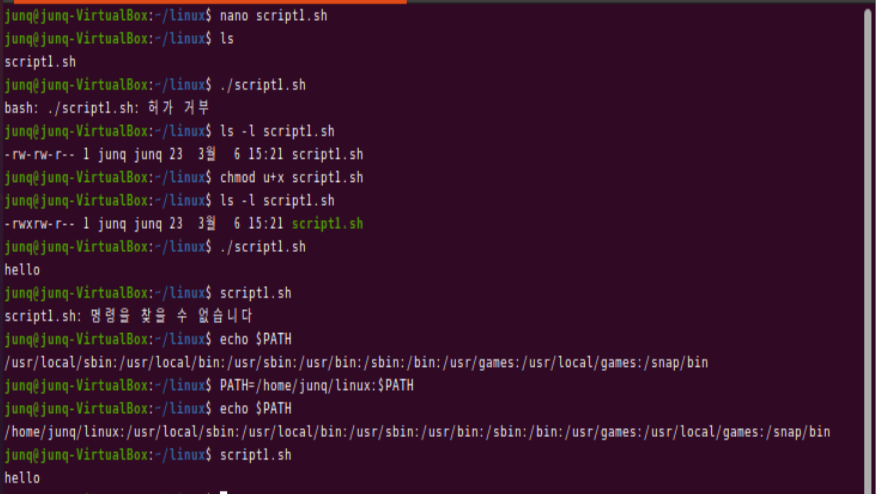 junq@junq-VirtualBox:~/linux$ nano script1.sh
junq@junq-VirtualBox:~/linux$ ls
script1.sh
junq@junq-VirtualBox:~/linux$ ./script1.sh
bash: ./script1.sh: 허가 거부
junq@junq-VirtualBox:~/linux$ ls -l script1.sh
-rw-rw-r-- 1 junq junq 23  3월  6 15:21 script1.sh
junq@junq-VirtualBox:~/linux$ chmod u+x script1.sh
junq@junq-VirtualBox:~/linux$ ls -l script1.sh
-rwxrw-r-- 1 junq junq 23  3월  6 15:21 script1.sh
junq@junq-VirtualBox:~/linux$ ./script1.sh
hello
junq@junq-VirtualBox:~/linux$ script1.sh
script1.sh: 명령을 찾을 수 없습니다
junq@junq-VirtualBox:~/linux$ echo $PATH
/usr/local/sbin:/usr/local/bin:/usr/sbin:/usr/bin:/sbin:/bin:/usr/games:/usr/local/games:/snap/bin
junq@junq-VirtualBox:~/linux$ PATH=/home/junq/linux:$PATH
junq@junq-VirtualBox:~/linux$ echo $PATH
/home/junq/linux:/usr/local/sbin:/usr/local/bin:/usr/sbin:/usr/bin:/sbin:/bin:/usr/games:/usr/local/games:/snap/bin
junq@junq-VirtualBox:~/linux$ script1.sh
hello